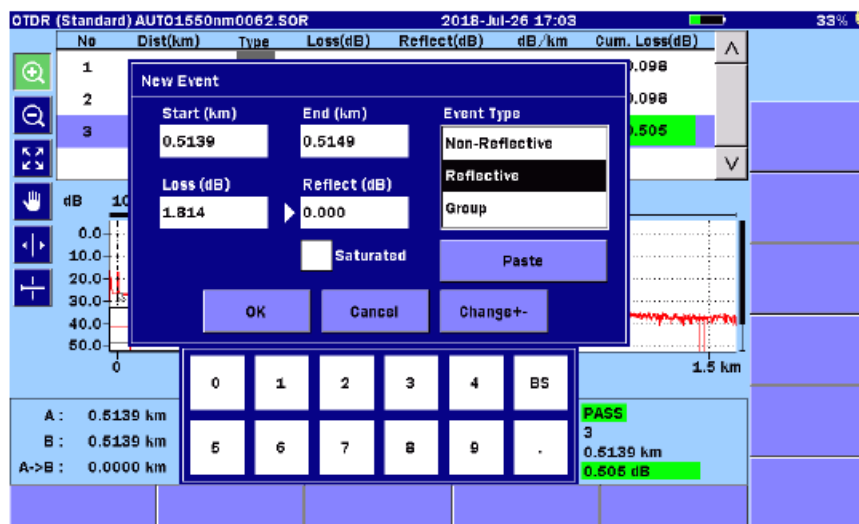 OTDR (Standard) AUTO1550nm0062.SOR 2018-Jul-26 17:03 33%
No Dist(km) Type Loss(dB) Reflect(dB) dB/km Cum. Loss(dB)
1 0.098
2 0.098
3 0.505
New Event
Start (km) End (km) Event Type
0.5139 0.5149 Non-Reflective
Reflective
Loss (dB) Reflect (dB)
1.814 0.000 Group
Saturated Paste
OK Cancel Change+-
dB 10
0.0
10.0
20.0
30.0
40.0
50.0
0 1.5 km
0 1 2 3 4 BS
5 6 7 8 9 .
A : 0.5139 km
B : 0.5139 km
A->B : 0.0000 km
PASS
3
0.5139 km
0.505 dB